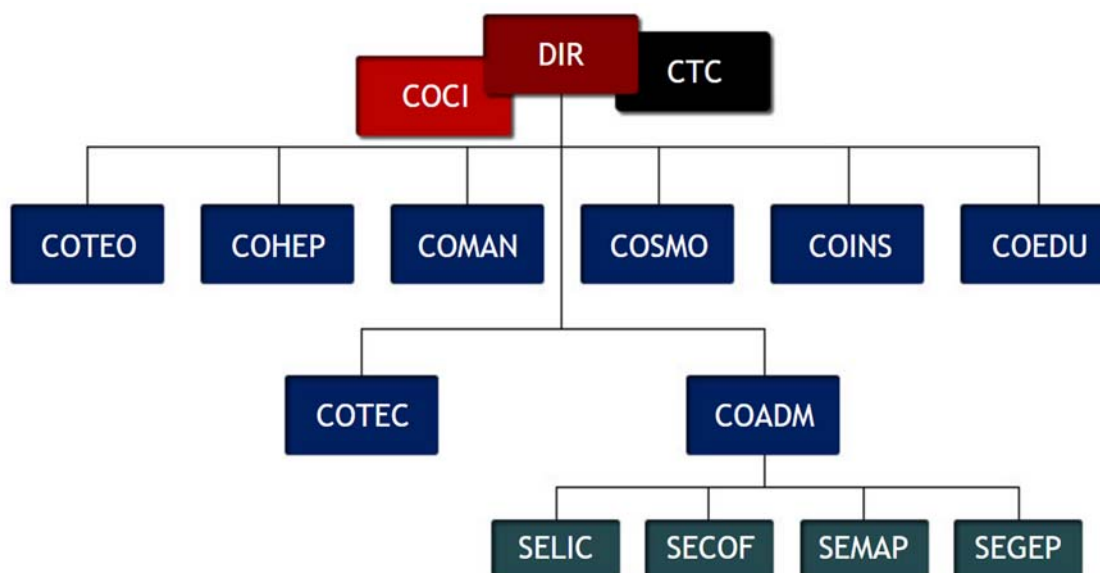 DIR
COCI
CTC
COTEO
COHEP
COMAN
COSMO
COINS
COEDU
COTEC
COADM
SELIC
SECOF
SEMAP
SEGEP